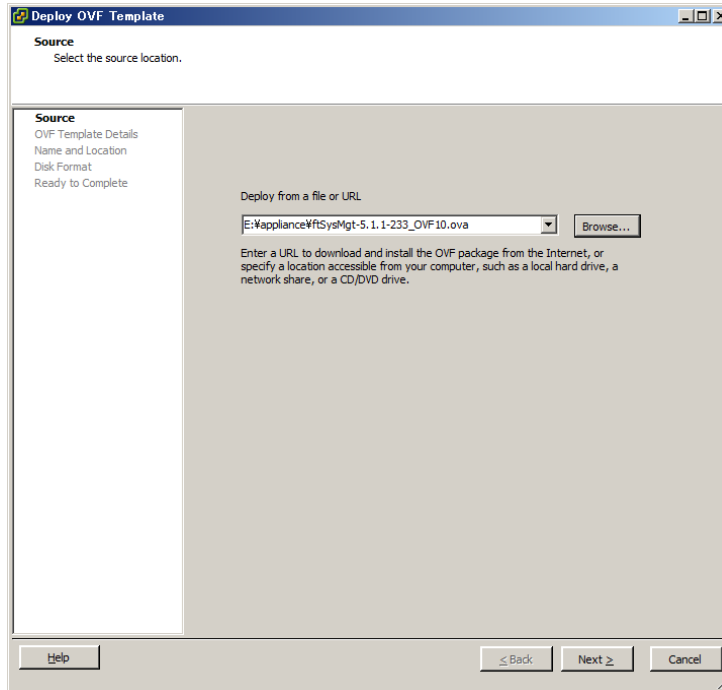 Deploy OVF Template
Source
Select the source location.
Source
OVF Template Details
Name and Location
Disk Format
Ready to Complete
Deploy from a file or URL
E:¥appliance¥ftSysMgt-5.1.1-233_OVF10.ova
Browse...
Enter a URL to download and install the OVF package from the Internet, or
specify a location accessible from your computer, such as a local hard drive, a
network share, or a CD/DVD drive.
Help
≤ Back
Next ≥
Cancel